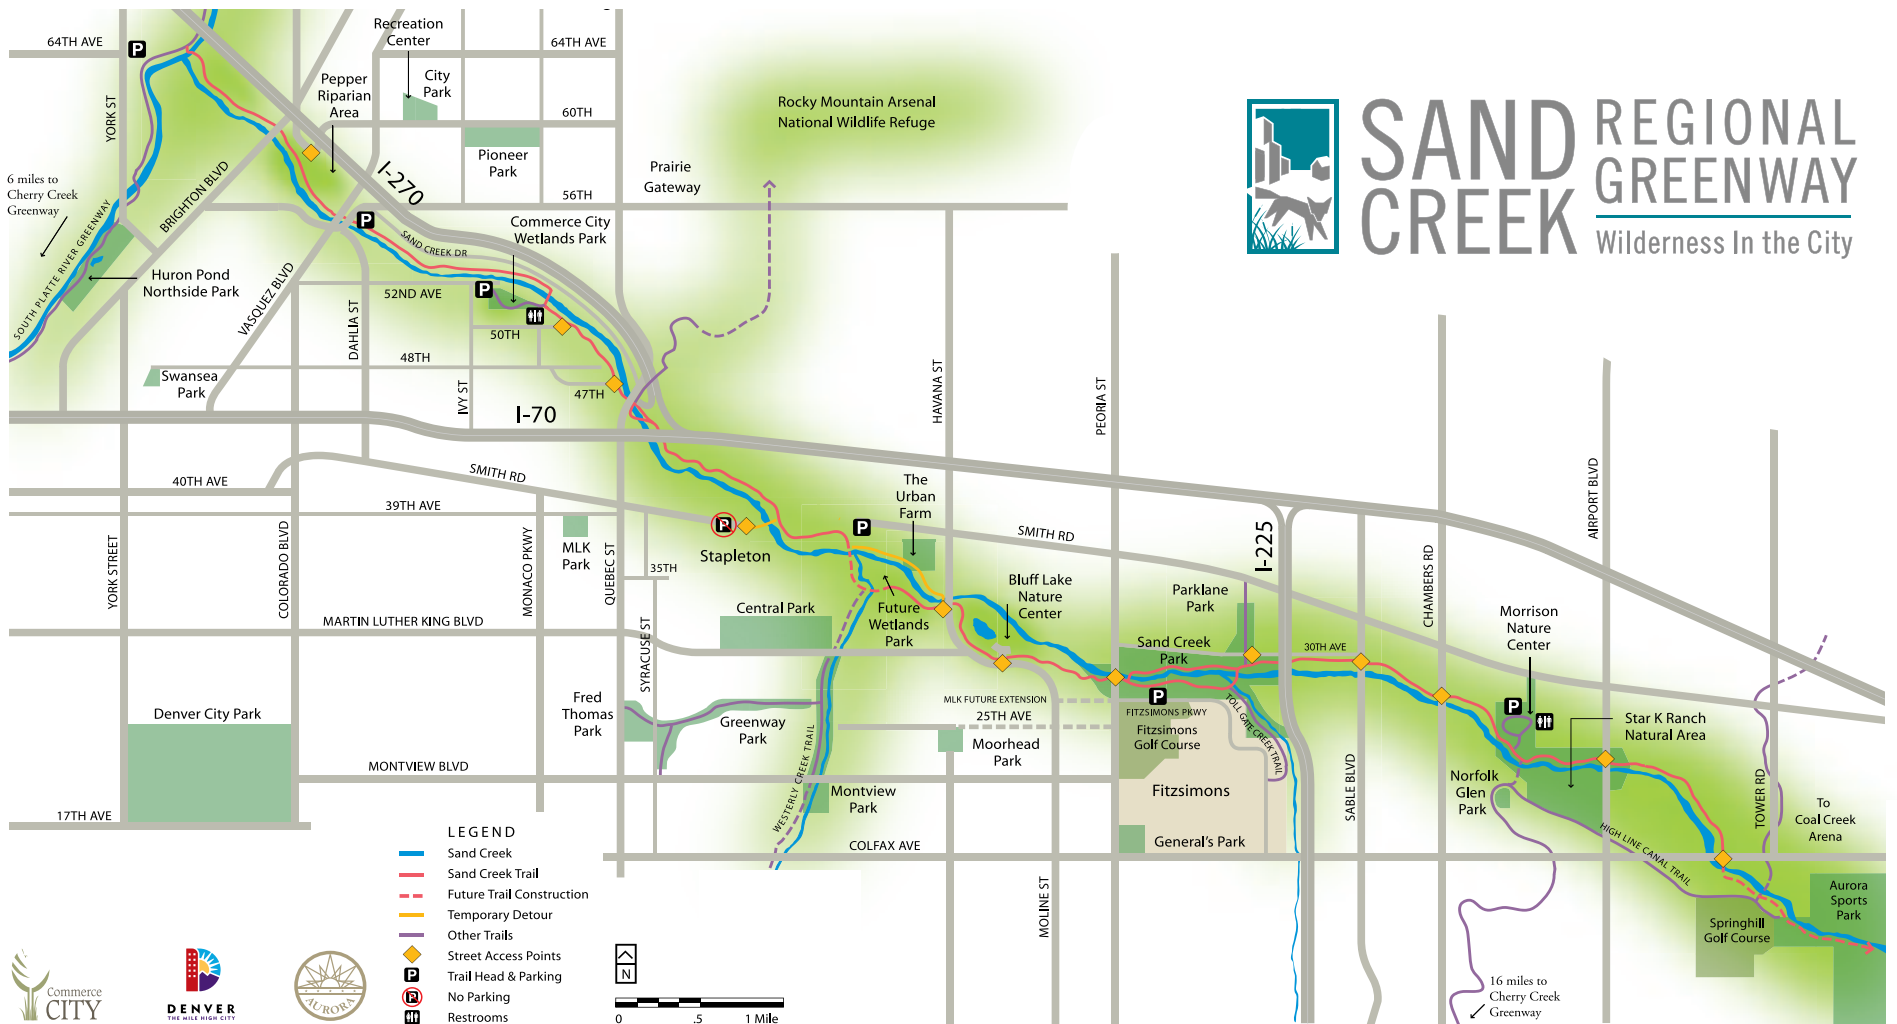 SAND
CREEK
REGIONAL
GREENWAY
Wilderness In the City
64TH AVE
Recreation
Center
64TH AVE
City
Park
Pepper
Riparian
Area
60TH
YORK ST
Pioneer
Park
Rocky Mountain Arsenal
National Wildlife Refuge
Prairie
Gateway
I-270
56TH
6 miles to
Cherry Creek
Greenway
BRIGHTON BLVD
SOUTH PLATTE RIVER GREENWAY
Commerce City
Wetlands Park
SAND CREEK DR
Huron Pond
Northside Park
VASQUEZ BLVD
52ND AVE
DAHLIA ST
50TH
48TH
47TH
IVY ST
Swansea
Park
I-70
HAVANA ST
PEORIA ST
40TH AVE
SMITH RD
39TH AVE
MLK
Park
35TH
Stapleton
The
Urban
Farm
SMITH RD
I-225
AIRPORT BLVD
CHAMBERS RD
YORK STREET
COLORADO BLVD
MONACO PKWY
QUEBEC ST
SYRACUSE ST
MARTIN LUTHER KING BLVD
Central Park
Future
Wetlands
Park
Bluff Lake
Nature
Center
Parklane
Park
Sand Creek
Park
30TH AVE
Morrison
Nature
Center
MLK FUTURE EXTENSION
25TH AVE
FITZSIMONS PKWY
Fitzsimons
Golf Course
TOLL GATE CREEK TRAIL
Denver City Park
Fred
Thomas
Park
Greenway
Park
WESTERLY CREEK TRAIL
Moorhead
Park
Star K Ranch
Natural Area
MONTVIEW BLVD
Montview
Park
Fitzsimons
SABLE BLVD
Norfolk
Glen
Park
TOWER RD
To
Coal Creek
Arena
17TH AVE
COLFAX AVE
General's Park
HIGH LINE CANAL TRAIL
MOLINE ST
Aurora
Sports
Park
Springhill
Golf Course
16 miles to
Cherry Creek
Greenway
LEGEND
Sand Creek
Sand Creek Trail
Future Trail Construction
Temporary Detour
Other Trails
Street Access Points
P Trail Head & Parking
P No Parking
Restrooms
N
0 .5 1 Mile
Commerce
CITY
DENVER
THE MILE HIGH CITY
AURORA
P
P
P
P
P
P
P